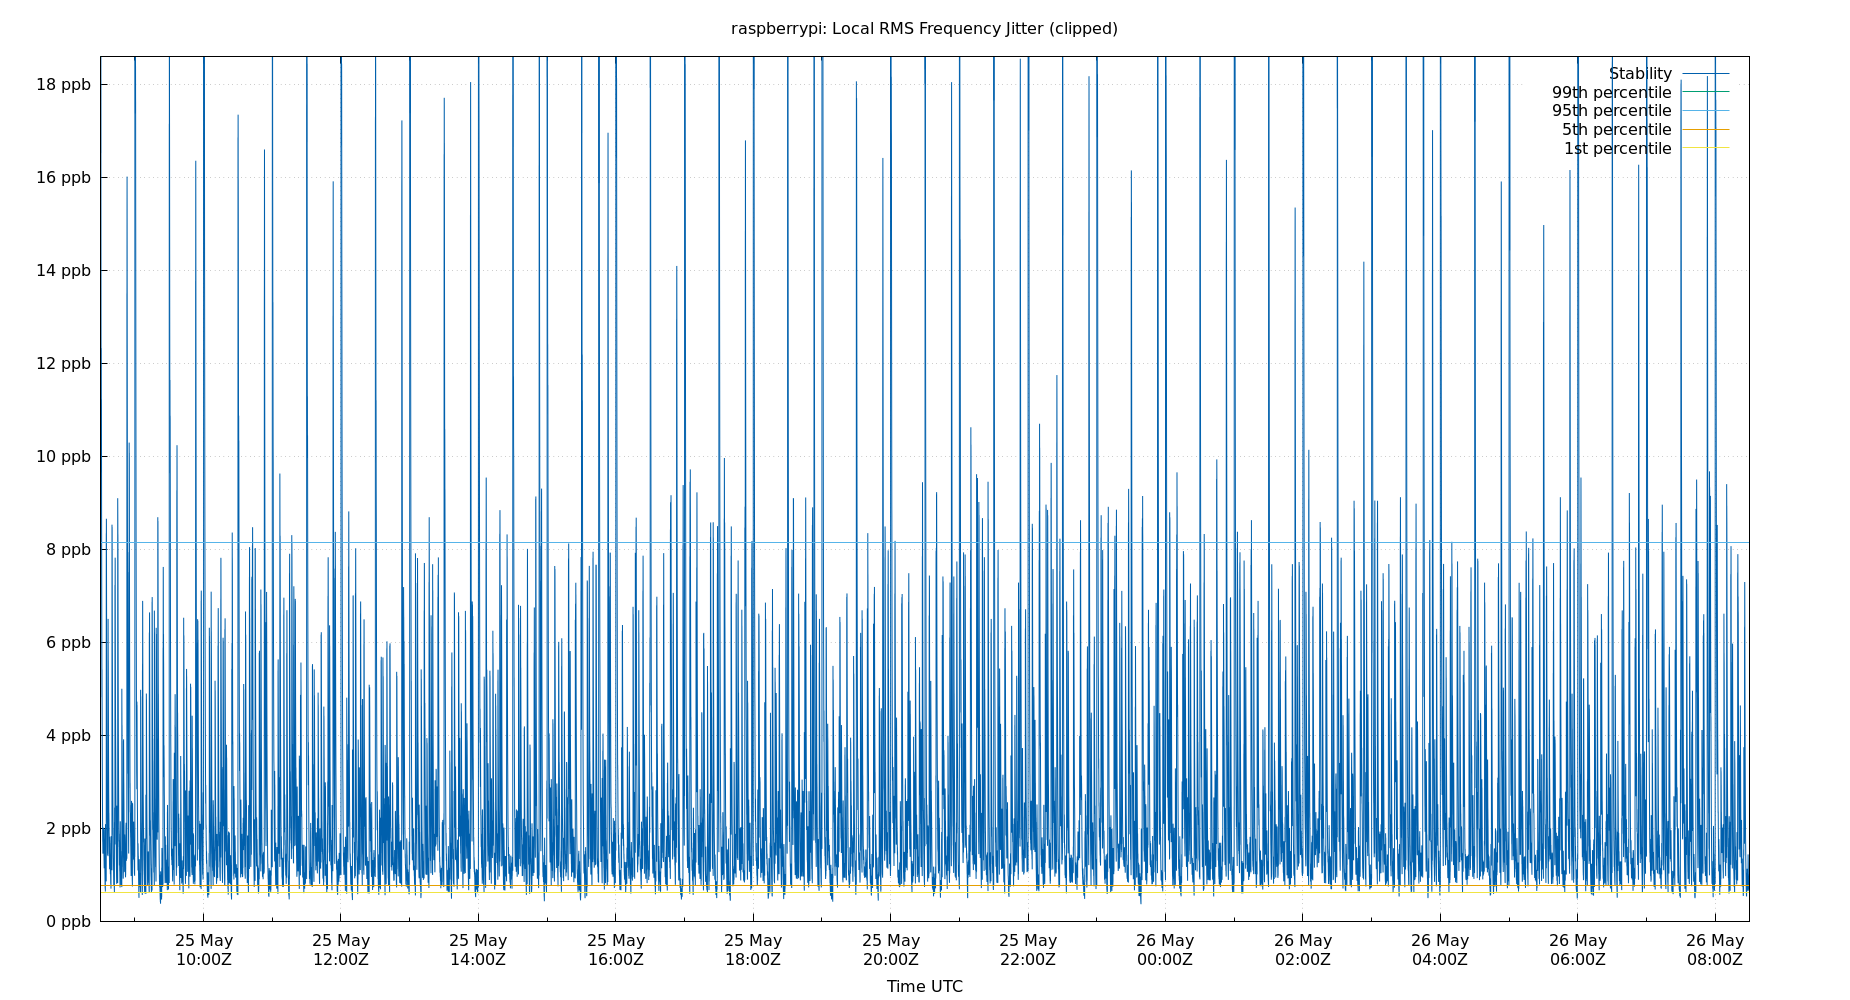 raspberrypi: Local RMS Frequency Jitter (clipped)
18 ppb
16 ppb
14 ppb
12 ppb
10 ppb
8 ppb
6 ppb
4 ppb
2 ppb
0 ppb
Stability
99th percentile
95th percentile
5th percentile
1st percentile
25 May 25 May 25 May 25 May 25 May 25 May 25 May 26 May 26 May 26 May 26 May 26 May
10:00Z 12:00Z 14:00Z 16:00Z 18:00Z 20:00Z 22:00Z 00:00Z 02:00Z 04:00Z 06:00Z 08:00Z
Time UTC